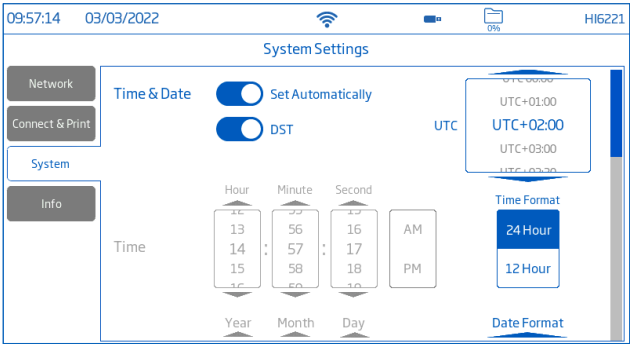 09:57:14 03/03/2022 0% HI6221
System Settings
Network
Connect & Print
System
Info
Time & Date Set Automatically
DST
UTC
UTC+01:00
UTC+02:00
UTC+03:00
Hour Minute Second
Time
13 56 16 AM
14 : 57 : 17
15 58 18 PM
Time Format
24 Hour
12 Hour
Year Month Day
Date Format